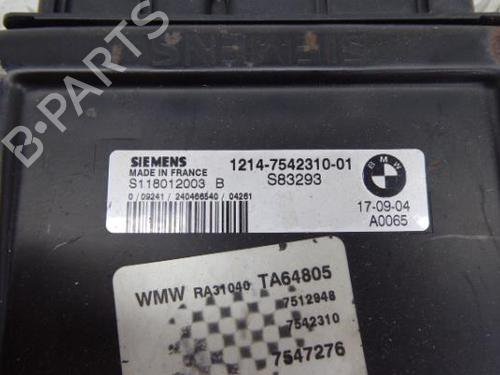 SIEMENS
SIEMENS
MADE IN FRANCE
1214-7542310-01
S118012003 B
S83293
0 / 09241 / 240466540 / 04261
BMW
17-09-04
A0065
WMW RA31040 TA64805
7512948
7542310
7547276
B-PARTS